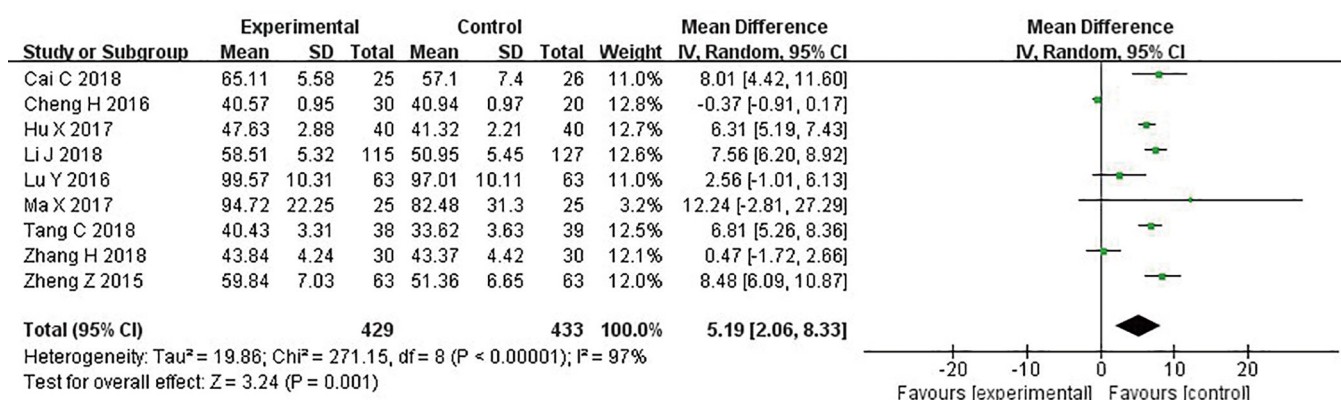 Experimental Control Mean Difference Mean Difference
Study or Subgroup Mean SD Total Mean SD Total Weight IV, Random, 95% CI IV, Random, 95% CI
Cai C 2018 65.11 5.58 25 57.1 7.4 26 11.0% 8.01 [4.42, 11.60]
Cheng H 2016 40.57 0.95 30 40.94 0.97 20 12.8% -0.37 [-0.91, 0.17]
Hu X 2017 47.63 2.88 40 41.32 2.21 40 12.7% 6.31 [5.19, 7.43]
Li J 2018 58.51 5.32 115 50.95 5.45 127 12.6% 7.56 [6.20, 8.92]
Lu Y 2016 99.57 10.31 63 97.01 10.11 63 11.0% 2.56 [-1.01, 6.13]
Ma X 2017 94.72 22.25 25 82.48 31.3 25 3.2% 12.24 [-2.81, 27.29]
Tang C 2018 40.43 3.31 38 33.62 3.63 39 12.5% 6.81 [5.26, 8.36]
Zhang H 2018 43.84 4.24 30 43.37 4.42 30 12.1% 0.47 [-1.72, 2.66]
Zheng Z 2015 59.84 7.03 63 51.36 6.65 63 12.0% 8.48 [6.09, 10.87]
Total (95% CI) 429 433 100.0% 5.19 [2.06, 8.33]
Heterogeneity: Tau² = 19.86; Chi² = 271.15, df = 8 (P < 0.00001); I² = 97%
Test for overall effect: Z = 3.24 (P = 0.001)
-20 -10 0 10 20
Favours [experimental] Favours [control]